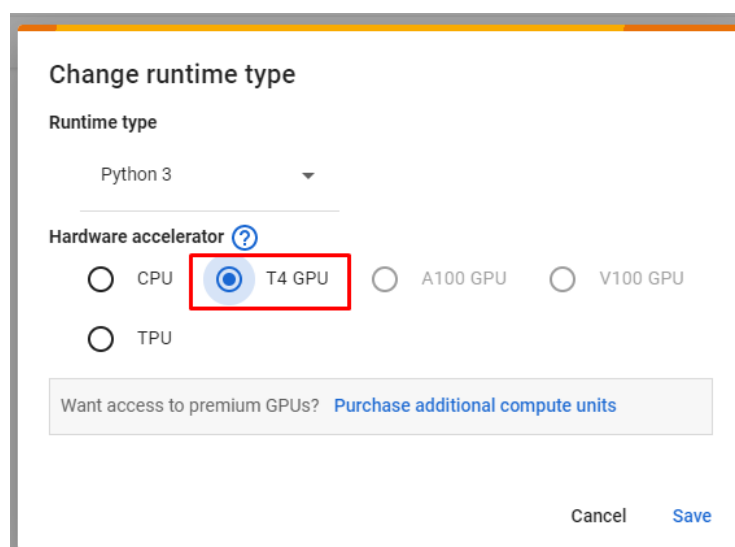 Change runtime type
Runtime type
Python 3
Hardware accelerator ?
CPU T4 GPU A100 GPU V100 GPU
TPU
Want access to premium GPUs? Purchase additional compute units
Cancel Save